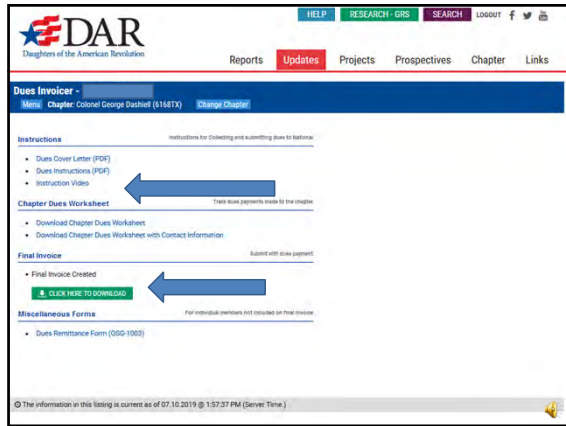 HELP RESEARCH - GRS SEARCH LOGOUT
DAR
Daughters of the American Revolution
Reports Updates Projects Prospectives Chapter Links
Dues Invoicer -
Menu Chapter: Colonel George Dashiell (6168TX) Change Chapter
Instructions Instructions for Collecting and submitting dues to National
• Dues Cover Letter (PDF)
• Dues Instructions (PDF)
• Instruction Video
Chapter Dues Worksheet Track dues payments made to the chapter.
• Download Chapter Dues Worksheet
• Download Chapter Dues Worksheet with Contact Information
Final Invoice Submit with dues payment.
• Final Invoice Created
CLICK HERE TO DOWNLOAD
Miscellaneous Forms For individual members not included on final invoice.
• Dues Remittance Form (OSG-1003)
The information in this listing is current as of 07.10.2019 @ 1:57:37 PM (Server Time.)